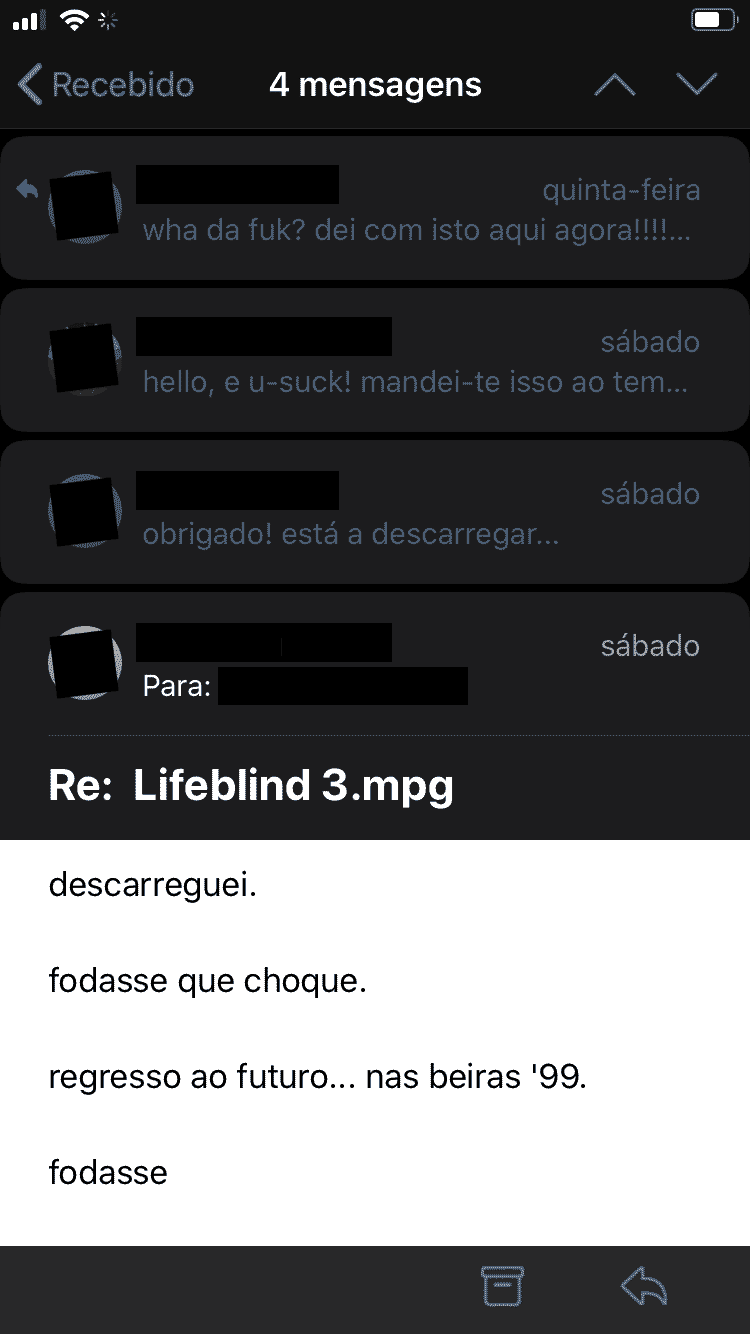 Recebido
4 mensagens
quinta-feira
wha da fuk? dei com isto aqui agora!!!!...
sábado
hello, e u-suck! mandei-te isso ao tem...
sábado
obrigado! está a descarregar...
sábado
Para:
Re: Lifeblind 3.mpg
descarreguei.
fodasse que choque.
regresso ao futuro... nas beiras '99.
fodasse